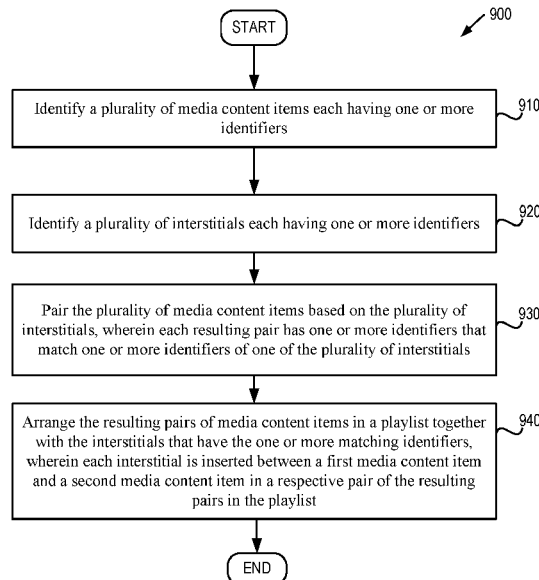 START
900
Identify a plurality of media content items each having one or more
identifiers
910
Identify a plurality of interstitials each having one or more identifiers
920
Pair the plurality of media content items based on the plurality of
interstitials, wherein each resulting pair has one or more identifiers that
match one or more identifiers of one of the plurality of interstitials
930
Arrange the resulting pairs of media content items in a playlist together
with the interstitials that have the one or more matching identifiers,
wherein each interstitial is inserted between a first media content item
and a second media content item in a respective pair of the resulting
pairs in the playlist
940
END